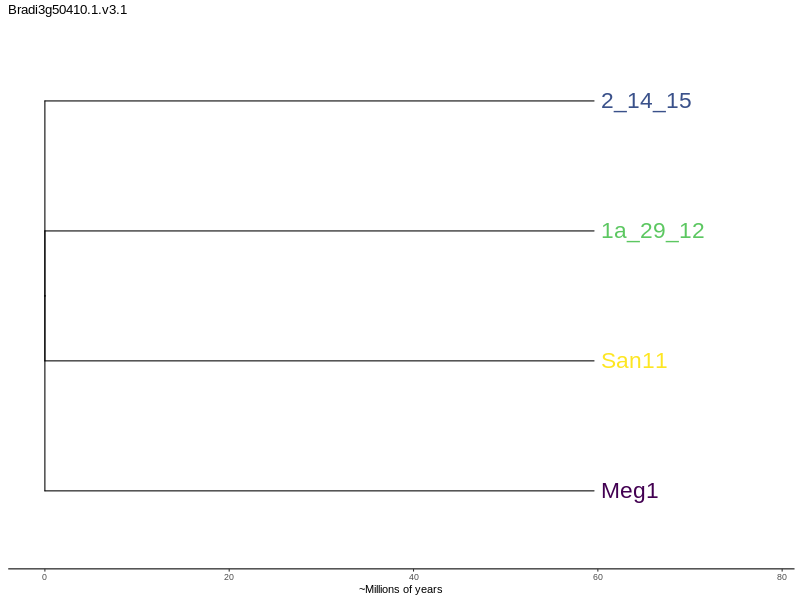 Bradi3g50410.1.v3.1
2_14_15
1a_29_12
San11
Meg1
0 20 40 60 80
~Millions of years